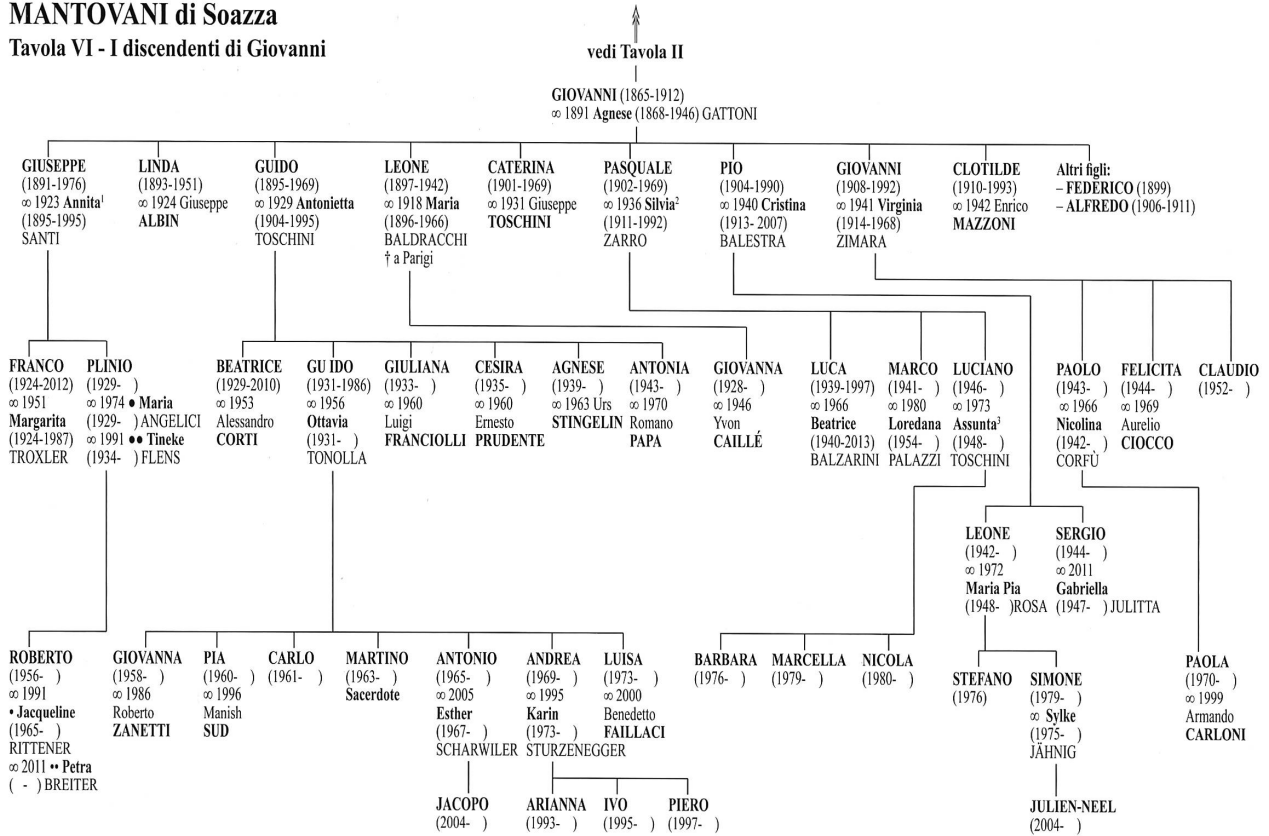 MANTOVANI di Soazza
Tavola VI - I discendenti di Giovanni
vedi Tavola II
GIOVANNI (1865-1912)
∞ 1891 Agnese (1868-1946) GATTONI
GIUSEPPE
(1891-1976)
∞ 1923 Annita¹
(1895-1995)
SANTI
LINDA
(1893-1951)
∞ 1924 Giuseppe
ALBIN
GUIDO
(1895-1969)
∞ 1929 Antonietta
(1904-1995)
TOSCHINI
LEONE
(1897-1942)
∞ 1918 Maria
(1896-1966)
BALDRACCHI
† a Parigi
CATERINA
(1901-1969)
∞ 1931 Giuseppe
TOSCHINI
PASQUALE
(1902-1969)
∞ 1936 Silvia²
(1911-1992)
ZARRO
PIO
(1904-1990)
∞ 1940 Cristina
(1913- 2007)
BALESTRA
GIOVANNI
(1908-1992)
∞ 1941 Virginia
(1914-1968)
ZIMARA
CLOTILDE
(1910-1993)
∞ 1942 Enrico
MAZZONI
Altri figli:
– FEDERICO (1899)
– ALFREDO (1906-1911)
FRANCO
(1924-2012)
∞ 1951
Margarita
(1924-1987)
TROXLER
PLINIO
(1929- )
∞ 1974 • Maria
(1929- ) ANGELICI
∞ 1991 •• Tineke
(1934- ) FLENS
BEATRICE
(1929-2010)
∞ 1953
Alessandro
CORTI
GU IDO
(1931-1986)
∞ 1956
Ottavia
(1931- )
TONOLLA
GIULIANA
(1933- )
∞ 1960
Luigi
FRANCIOLLI
CESIRA
(1935- )
∞ 1960
Ernesto
PRUDENTE
AGNESE
(1939- )
∞ 1963 Urs
STINGELIN
ANTONIA
(1943- )
∞ 1970
Romano
PAPA
GIOVANNA
(1928- )
∞ 1946
Yvon
CAILLÉ
LUCA
(1939-1997)
∞ 1966
Beatrice
(1940-2013)
BALZARINI
MARCO
(1941- )
∞ 1980
Loredana
(1954- )
PALAZZI
LUCIANO
(1946- )
∞ 1973
Assunta³
(1948- )
TOSCHINI
PAOLO
(1943- )
∞ 1966
Nicolina
(1942- )
CORFÙ
FELICITA
(1944- )
∞ 1969
Aurelio
CIOCCO
CLAUDIO
(1952- )
LEONE
(1942- )
∞ 1972
Maria Pia
(1948- )ROSA
SERGIO
(1944- )
∞ 2011
Gabriella
(1947- ) JULITTA
ROBERTO
(1956- )
∞ 1991
• Jacqueline
(1965- )
RITTENER
∞ 2011 •• Petra
( - ) BREITER
GIOVANNA
(1958- )
∞ 1986
Roberto
ZANETTI
PIA
(1960- )
∞ 1996
Manish
SUD
CARLO
(1961- )
MARTINO
(1963- )
Sacerdote
ANTONIO
(1965- )
∞ 2005
Esther
(1967- )
SCHARWILER
ANDREA
(1969- )
∞ 1995
Karin
(1973- )
STURZENEGGER
LUISA
(1973- )
∞ 2000
Benedetto
FAILLACI
BARBARA
(1976- )
MARCELLA
(1979- )
NICOLA
(1980- )
STEFANO
(1976)
SIMONE
(1979- )
∞ Sylke
(1975- )
JÄHNIG
PAOLA
(1970- )
∞ 1999
Armando
CARLONI
JACOPO
(2004- )
ARIANNA
(1993- )
IVO
(1995- )
PIERO
(1997- )
JULIEN-NEEL
(2004- )